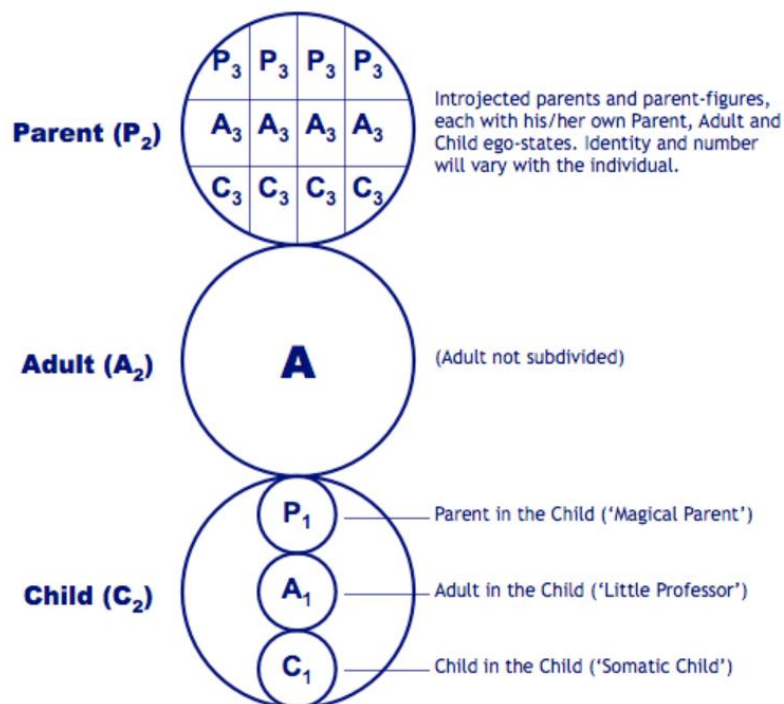 P₃ P₃ P₃ P₃
Parent (P₂)
A₃ A₃ A₃ A₃
C₃ C₃ C₃ C₃
Introjected parents and parent-figures,
each with his/her own Parent, Adult and
Child ego-states. Identity and number
will vary with the individual.
Adult (A₂)
A
(Adult not subdivided)
Child (C₂)
P₁
Parent in the Child (‘Magical Parent’)
A₁
Adult in the Child (‘Little Professor’)
C₁
Child in the Child (‘Somatic Child’)